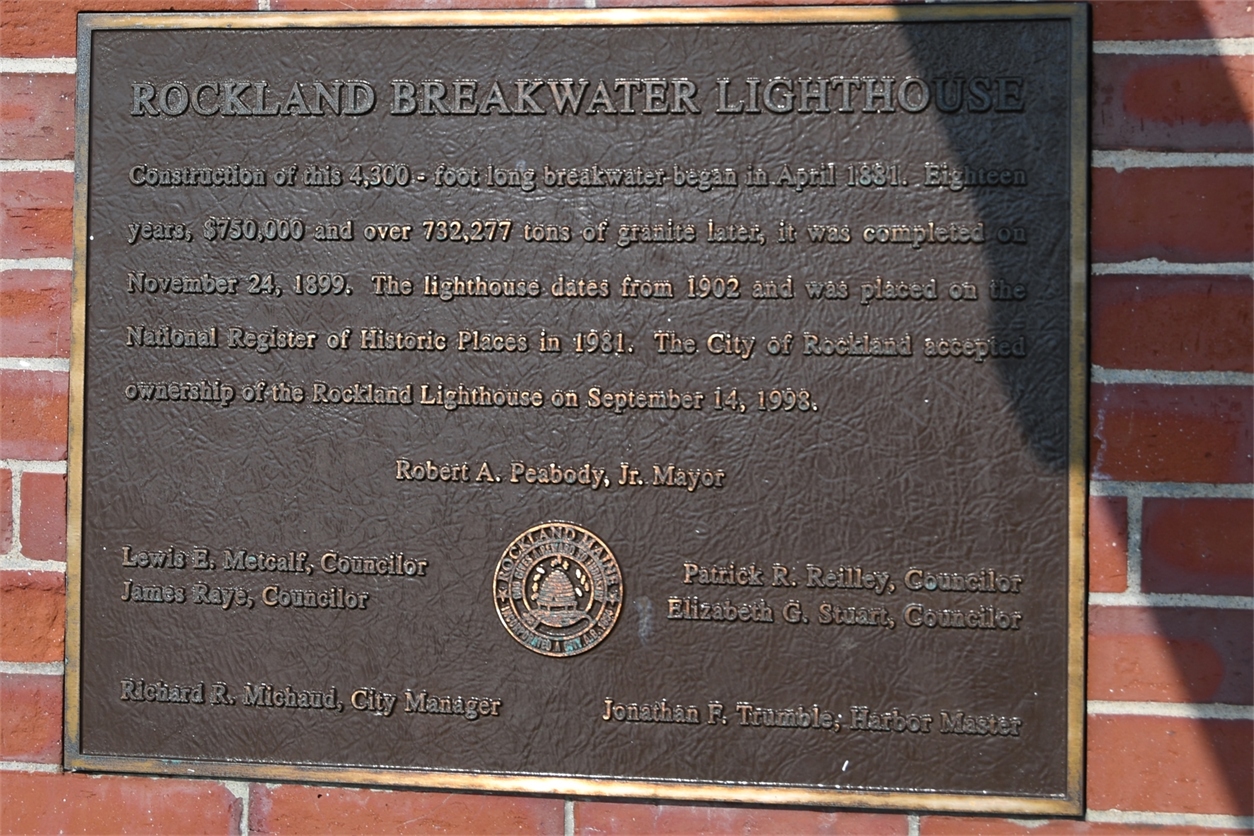 ROCKLAND BREAKWATER LIGHTHOUSE
Construction of this 4,300 - foot long breakwater began in April 1881. Eighteen
years, $750,000 and over 732,277 tons of granite later, it was completed on
November 24, 1899. The lighthouse dates from 1902 and was placed on the
National Register of Historic Places in 1981. The City of Rockland accepted
ownership of the Rockland Lighthouse on September 14, 1998.
Robert A. Peabody, Jr. Mayor
Lewis E. Metcalf, Councilor
James Raye, Councilor
ROCKLAND MAINE
Patrick R. Reilley, Councilor
Elizabeth G. Stuart, Councilor
Richard R. Michaud, City Manager
Jonathan F. Trumble, Harbor Master